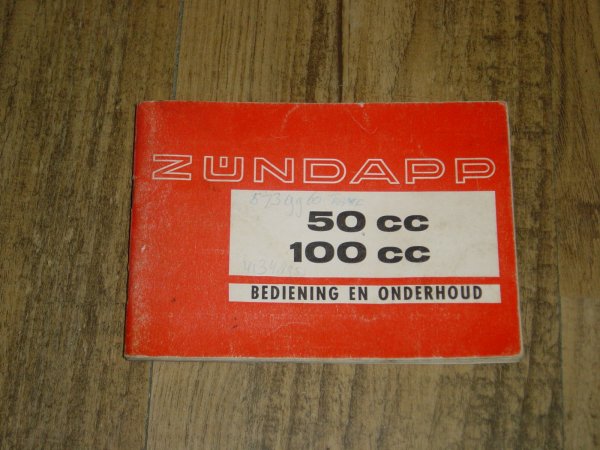 ZÜNDAPP
50 cc
100 cc
BEDIENING EN ONDERHOUD